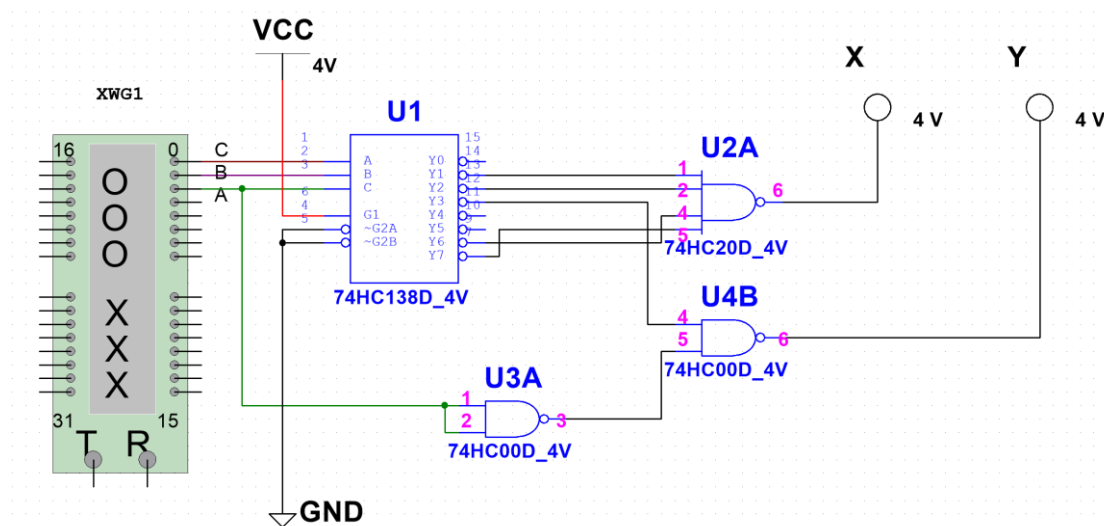 VCC
4V
XWG1
X
Y
4 V
4 V
U1
16
0
C
B
A
O
O
O
X
X
X
31
15
T
R
1
2
3
6
4
5
A
B
C
G1
~G2A
~G2B
15
14
13
12
11
10
9
7
Y0
Y1
Y2
Y3
Y4
Y5
Y6
Y7
74HC138D_4V
U2A
1
2
4
5
6
74HC20D_4V
U4B
4
5
6
74HC00D_4V
U3A
1
2
3
74HC00D_4V
GND